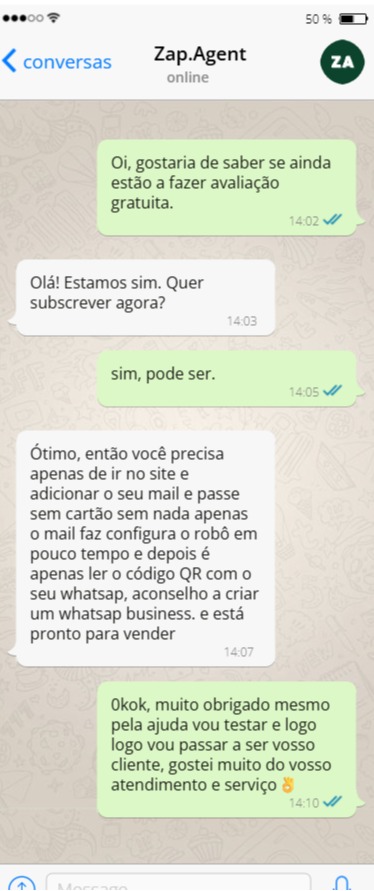 50 %
conversas
Zap.Agent
online
ZA
Oi, gostaria de saber se ainda
estão a fazer avaliação
gratuita.
14:02
Olá! Estamos sim. Quer
subscrever agora?
14:03
sim, pode ser.
14:05
Ótimo, então você precisa
apenas de ir no site e
adicionar o seu mail e passe
sem cartão sem nada apenas
o mail faz configura o robô em
pouco tempo e depois é
apenas ler o código QR com o
seu whatsap, aconselho a criar
um whatsap business. e está
pronto para vender
14:07
0kok, muito obrigado mesmo
pela ajuda vou testar e logo
logo vou passar a ser vosso
cliente, gostei muito do vosso
atendimento e serviço 👌
14:10
Message